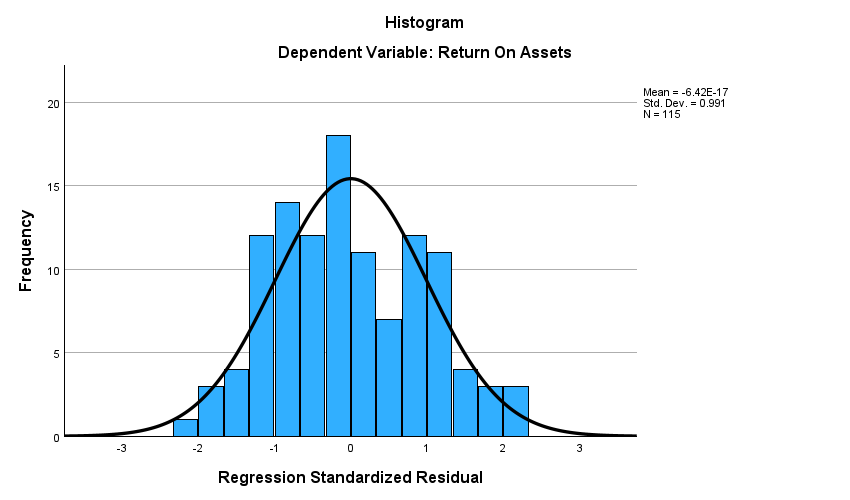 Histogram
Dependent Variable: Return On Assets
Mean = -6.42E-17
Std. Dev. = 0.991
N = 115
20
15
10
5
0
Frequency
-3 -2 -1 0 1 2 3
Regression Standardized Residual